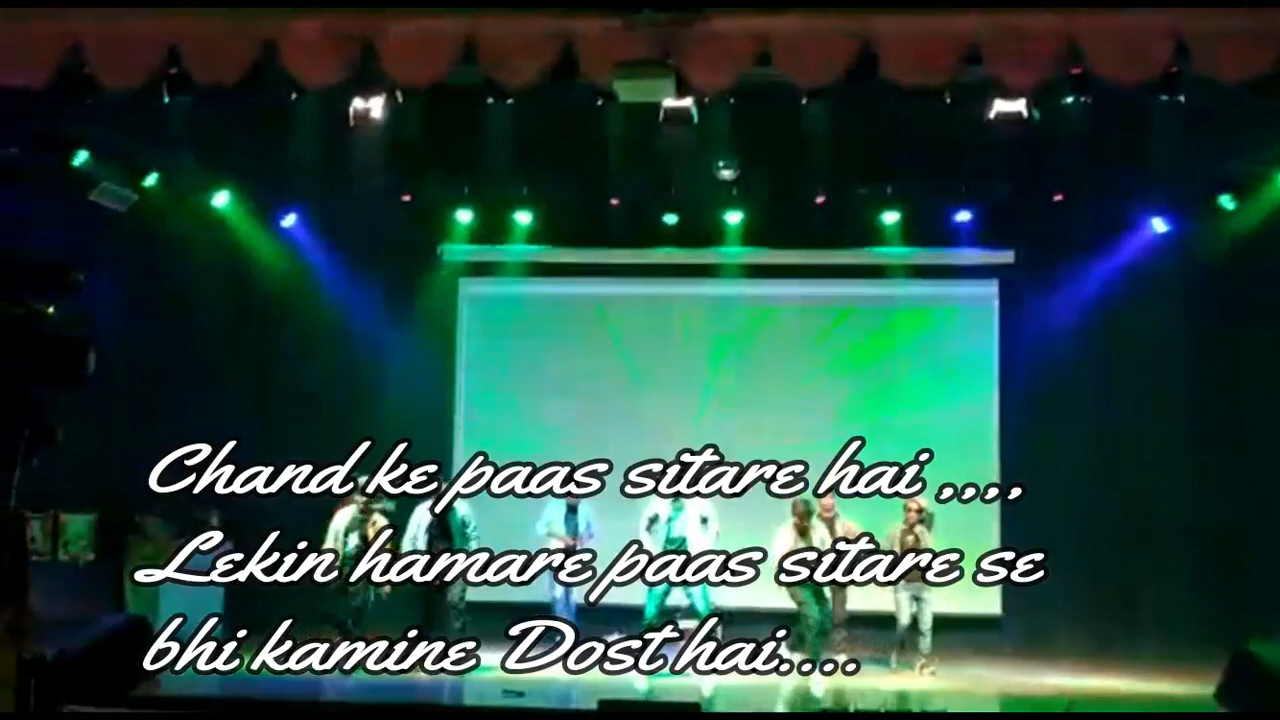 Chand ke paas sitare hai ,,,,
Lekin hamare paas sitare se
bhi kamine Dost hai....